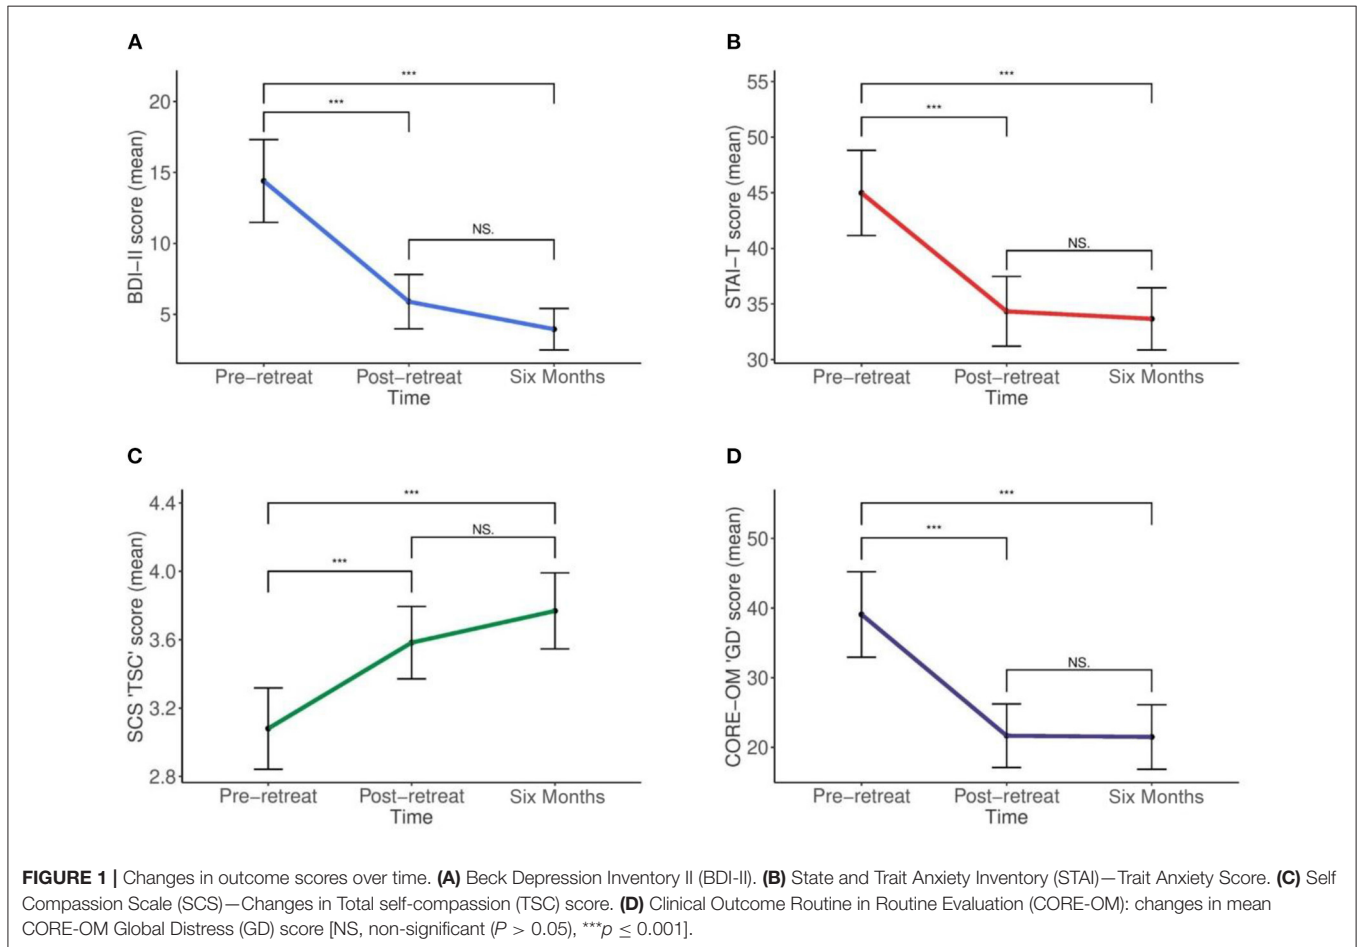 A
BDI–II score (mean)
20
15
10
5
***
***
NS.
Pre–retreat Post–retreat Six Months
Time
B
STAI–T score (mean)
55
50
45
40
35
30
***
***
NS.
Pre–retreat Post–retreat Six Months
Time
C
SCS 'TSC' score (mean)
4.4
4.0
3.6
3.2
2.8
***
NS.
***
Pre–retreat Post–retreat Six Months
Time
D
CORE–OM 'GD' score (mean)
50
40
30
20
***
***
NS.
Pre–retreat Post–retreat Six Months
Time
FIGURE 1 | Changes in outcome scores over time. (A) Beck Depression Inventory II (BDI-II). (B) State and Trait Anxiety Inventory (STAI)—Trait Anxiety Score. (C) Self
Compassion Scale (SCS)—Changes in Total self-compassion (TSC) score. (D) Clinical Outcome Routine in Routine Evaluation (CORE-OM): changes in mean
CORE-OM Global Distress (GD) score [NS, non-significant (P > 0.05), ***p ≤ 0.001].